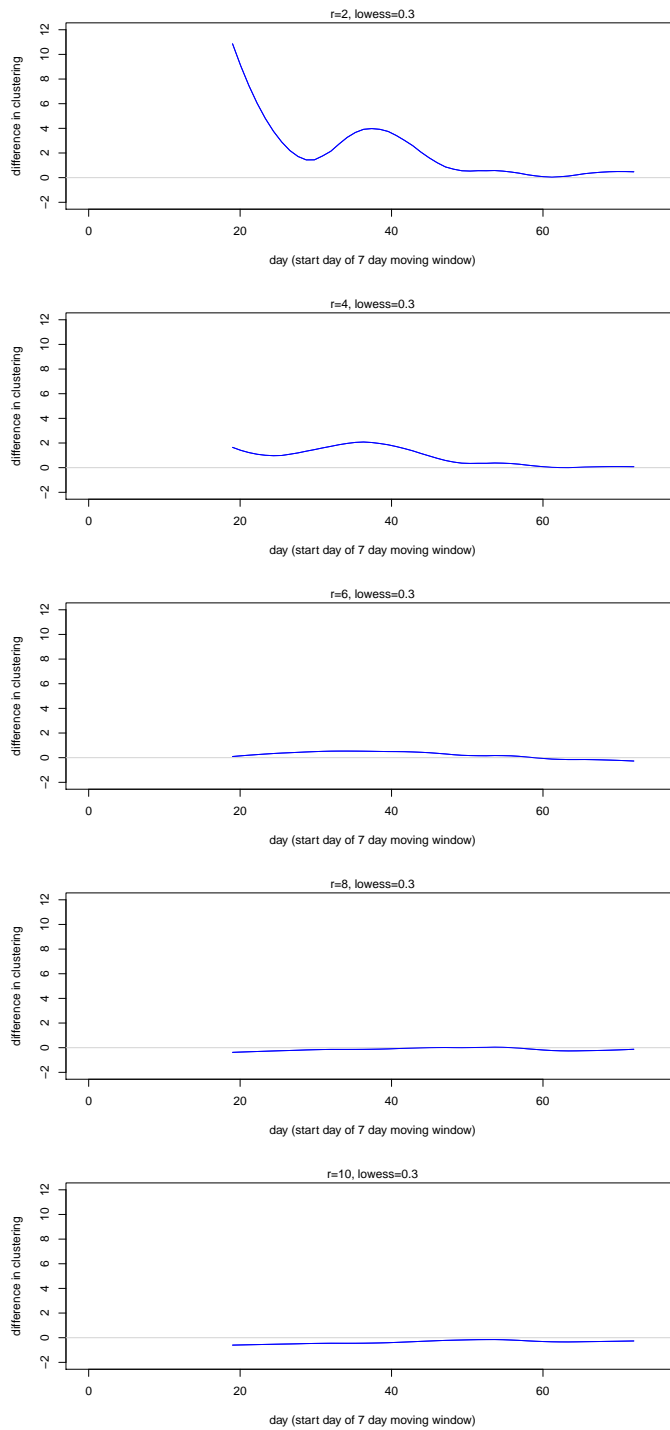 r=2, lowess=0.3
difference in clustering
12
10
8
6
4
2
0
−2
0 20 40 60
day (start day of 7 day moving window)
r=4, lowess=0.3
difference in clustering
12
10
8
6
4
2
0
−2
0 20 40 60
day (start day of 7 day moving window)
r=6, lowess=0.3
difference in clustering
12
10
8
6
4
2
0
−2
0 20 40 60
day (start day of 7 day moving window)
r=8, lowess=0.3
difference in clustering
12
10
8
6
4
2
0
−2
0 20 40 60
day (start day of 7 day moving window)
r=10, lowess=0.3
difference in clustering
12
10
8
6
4
2
0
−2
0 20 40 60
day (start day of 7 day moving window)